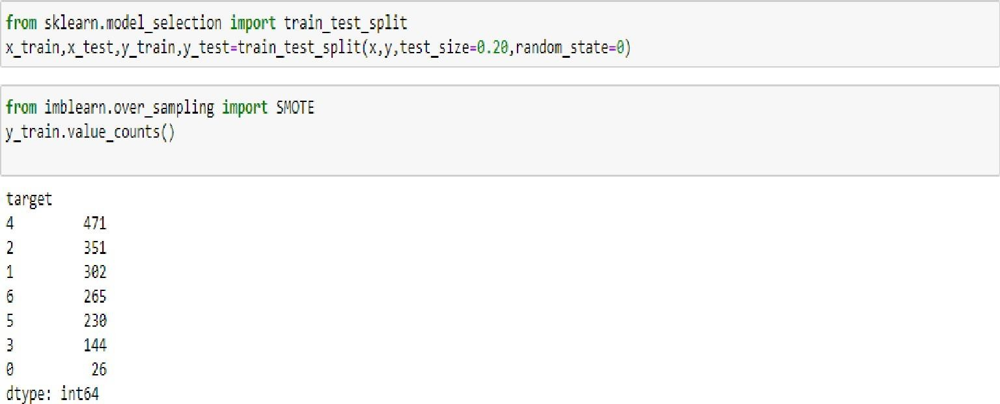 from sklearn.model_selection import train_test_split
x_train,x_test,y_train,y_test=train_test_split(x,y,test_size=0.20,random_state=0)
from imblearn.over_sampling import SMOTE
y_train.value_counts()
target
4 471
2 351
1 302
6 265
5 230
3 144
0 26
dtype: int64